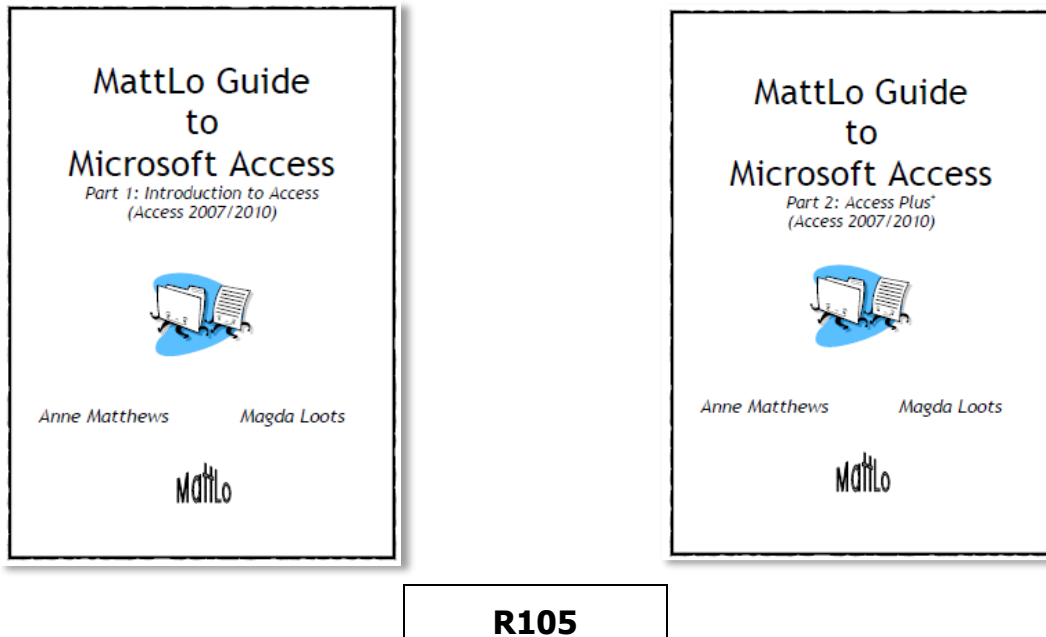 MattLo Guide
to
Microsoft Access
Part 1: Introduction to Access
(Access 2007/2010)
Anne Matthews Magda Loots
MattLo
MattLo Guide
to
Microsoft Access
Part 2: Access Plus+
(Access 2007/2010)
Anne Matthews Magda Loots
MattLo
R105